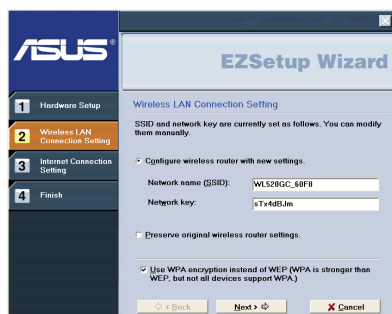 ASUS®
EZSetup Wizard
1 Hardware Setup
2 Wireless LAN
Connection Setting
3 Internet Connection
Setting
4 Finish
Wireless LAN Connection Setting
SSID and network key are currently set as follows. You can modify
them manually.
Configure wireless router with new settings.
Network name (SSID): WL520GC_60F8
Network key: sTx4dBJm
Preserve original wireless router settings.
Use WPA encryption instead of WEP (WPA is stronger than
WEP, but not all devices support WPA.)
< Back Next > Cancel